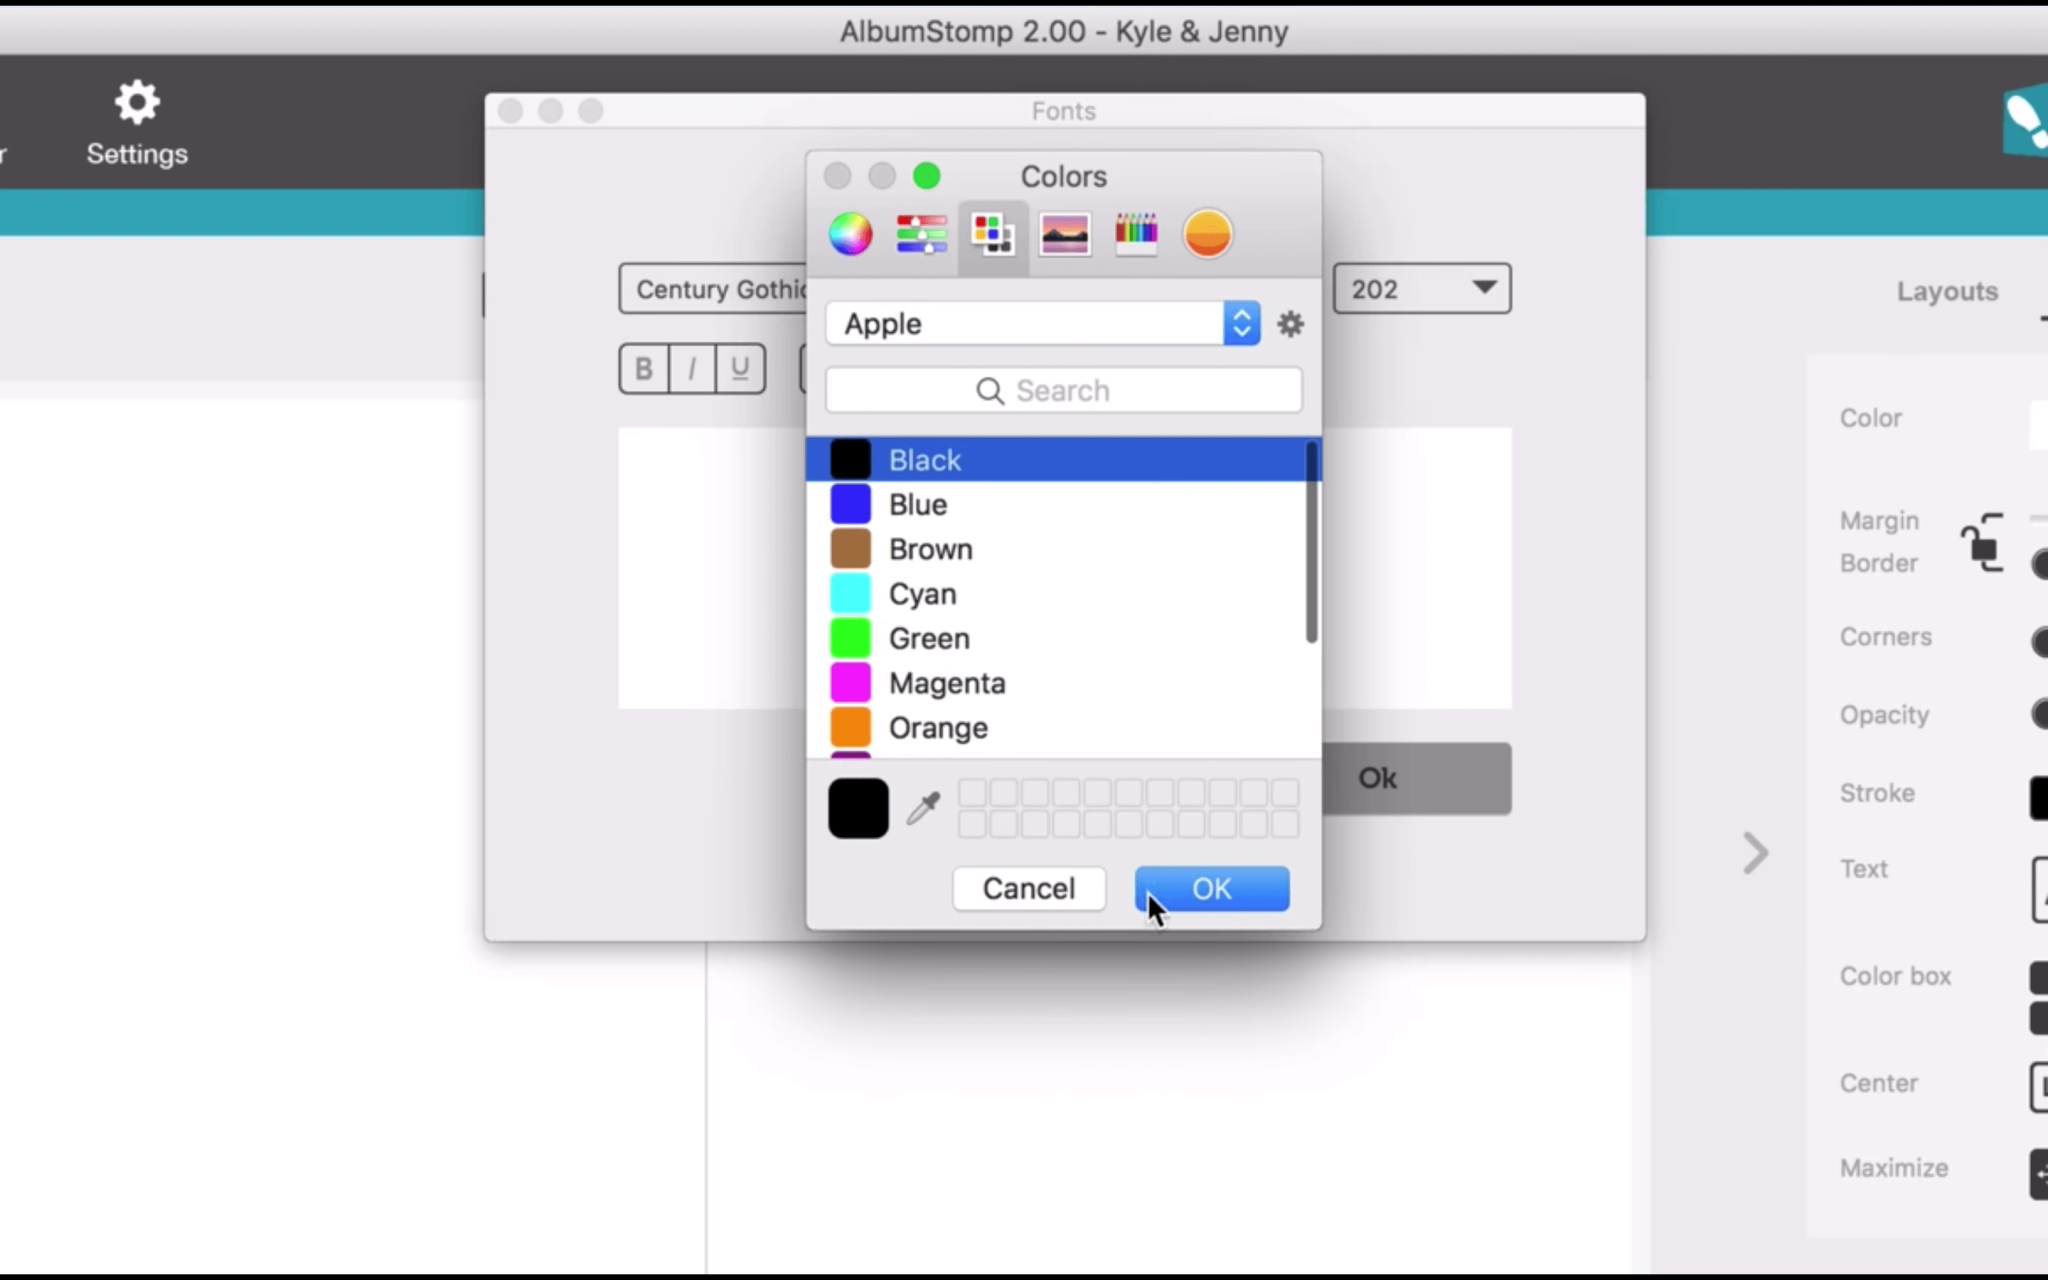 AlbumStomp 2.00 - Kyle & Jenny
r
Settings
Fonts
Colors
Century Gothic
202
Layouts
Apple
B I U
Search
Color
Black
Blue
Margin
Brown
Border
Cyan
Green
Corners
Magenta
Orange
Opacity
Ok
Stroke
Text
Cancel
OK
Color box
Center
Maximize